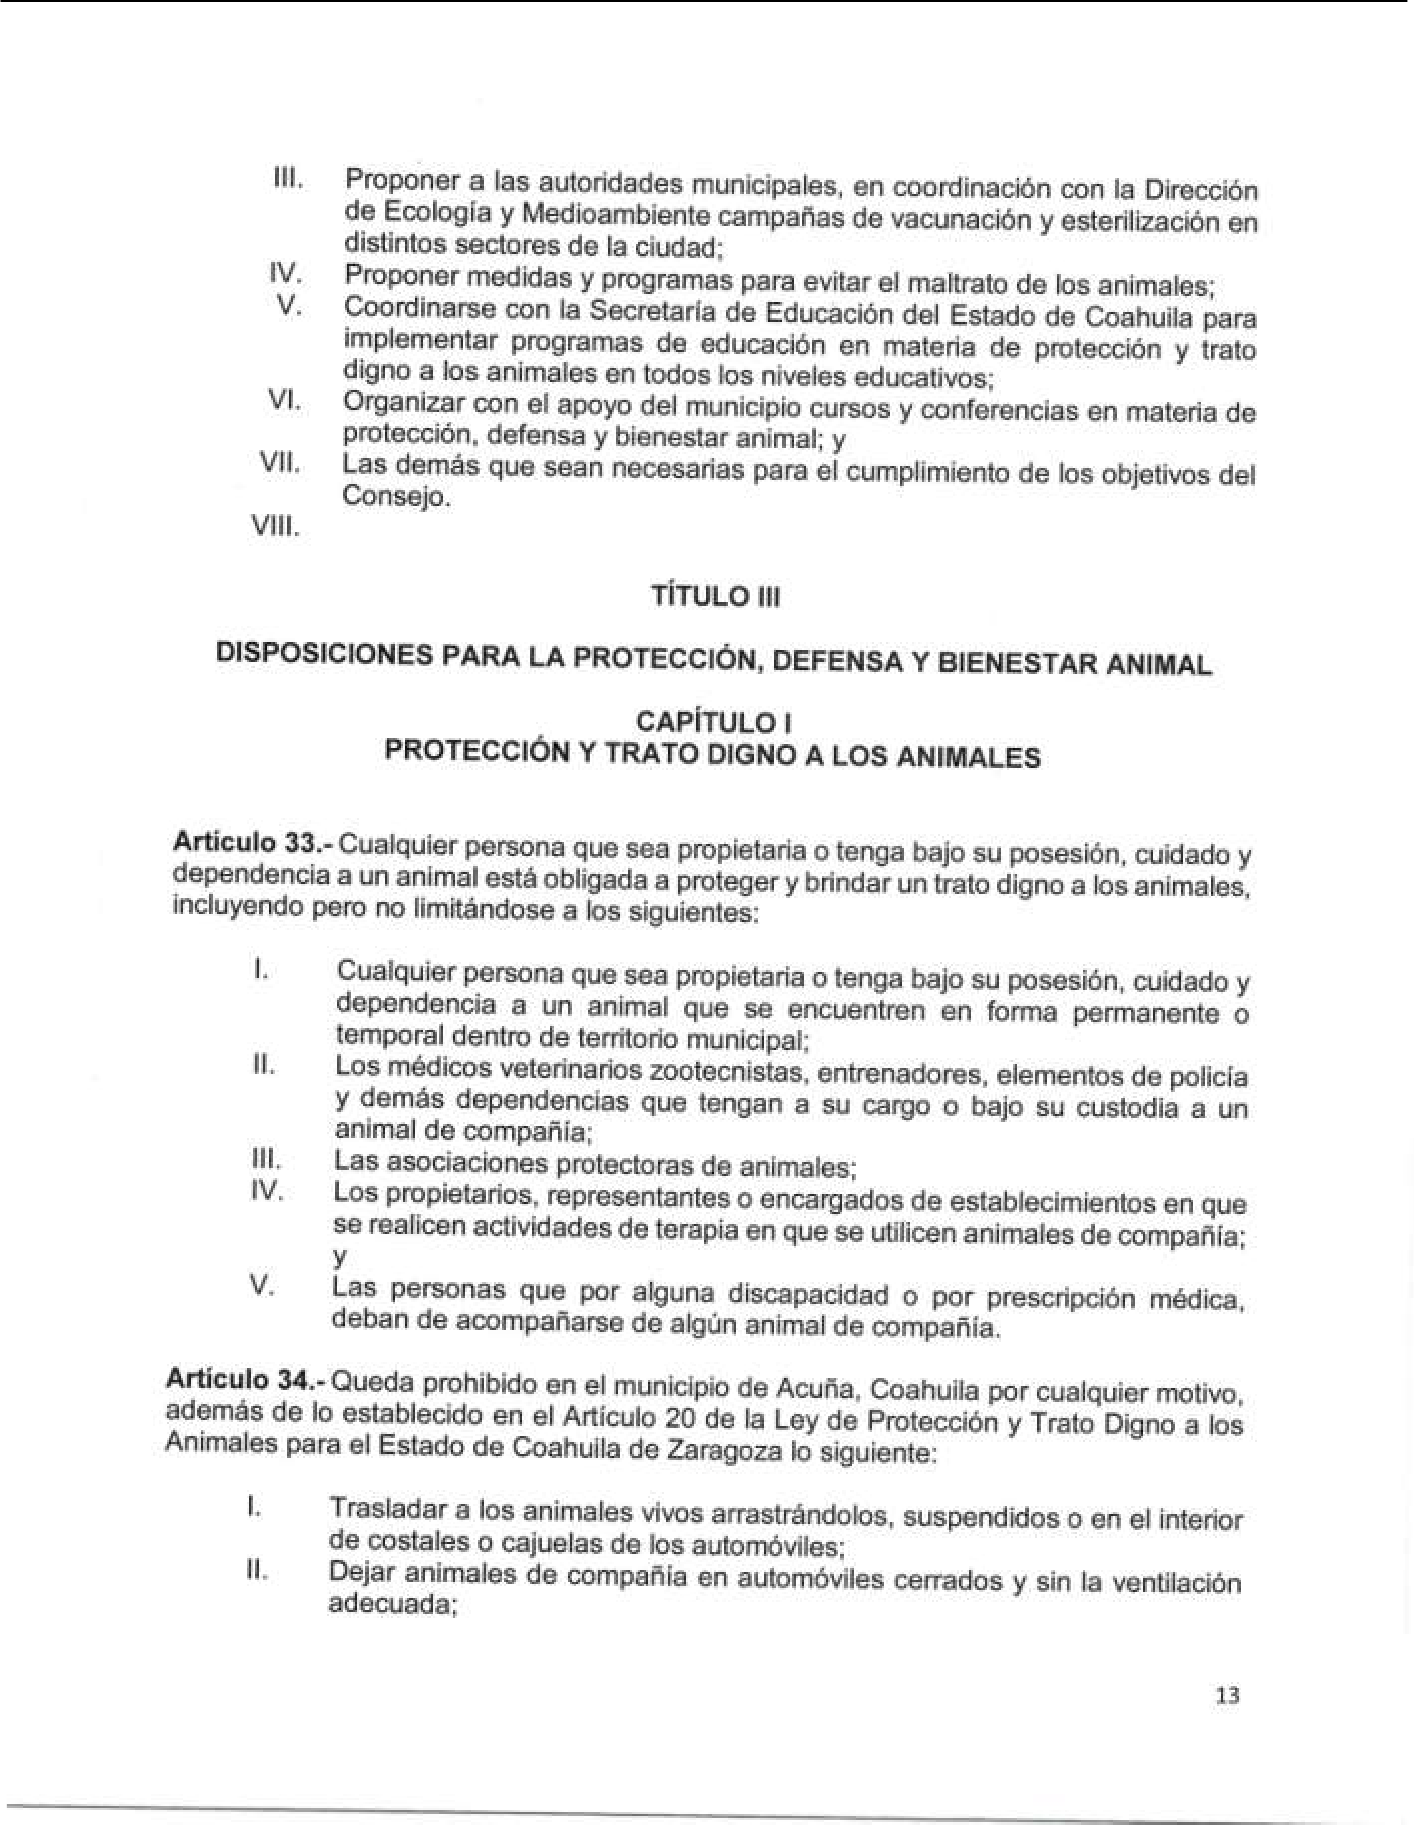 III. Proponer a las autoridades municipales, en coordinación con la Dirección
de Ecología y Medioambiente campañas de vacunación y esterilización en
distintos sectores de la ciudad;
IV. Proponer medidas y programas para evitar el maltrato de los animales;
V. Coordinarse con la Secretaría de Educación del Estado de Coahuila para
implementar programas de educación en materia de protección y trato
digno a los animales en todos los niveles educativos;
VI. Organizar con el apoyo del municipio cursos y conferencias en materia de
protección, defensa y bienestar animal; y
VII. Las demás que sean necesarias para el cumplimiento de los objetivos del
Consejo.
VIII.
TÍTULO III
DISPOSICIONES PARA LA PROTECCIÓN, DEFENSA Y BIENESTAR ANIMAL
CAPÍTULO I
PROTECCIÓN Y TRATO DIGNO A LOS ANIMALES
Artículo 33.- Cualquier persona que sea propietaria o tenga bajo su posesión, cuidado y
dependencia a un animal está obligada a proteger y brindar un trato digno a los animales,
incluyendo pero no limitándose a los siguientes:
I. Cualquier persona que sea propietaria o tenga bajo su posesión, cuidado y
dependencia a un animal que se encuentren en forma permanente o
temporal dentro de territorio municipal;
II. Los médicos veterinarios zootecnistas, entrenadores, elementos de policía
y demás dependencias que tengan a su cargo o bajo su custodia a un
animal de compañía;
III. Las asociaciones protectoras de animales;
IV. Los propietarios, representantes o encargados de establecimientos en que
se realicen actividades de terapia en que se utilicen animales de compañía;
y
V. Las personas que por alguna discapacidad o por prescripción médica,
deban de acompañarse de algún animal de compañía.
Artículo 34.- Queda prohibido en el municipio de Acuña, Coahuila por cualquier motivo,
además de lo establecido en el Artículo 20 de la Ley de Protección y Trato Digno a los
Animales para el Estado de Coahuila de Zaragoza lo siguiente:
I. Trasladar a los animales vivos arrastrándolos, suspendidos o en el interior
de costales o cajuelas de los automóviles;
II. Dejar animales de compañía en automóviles cerrados y sin la ventilación
adecuada;
13